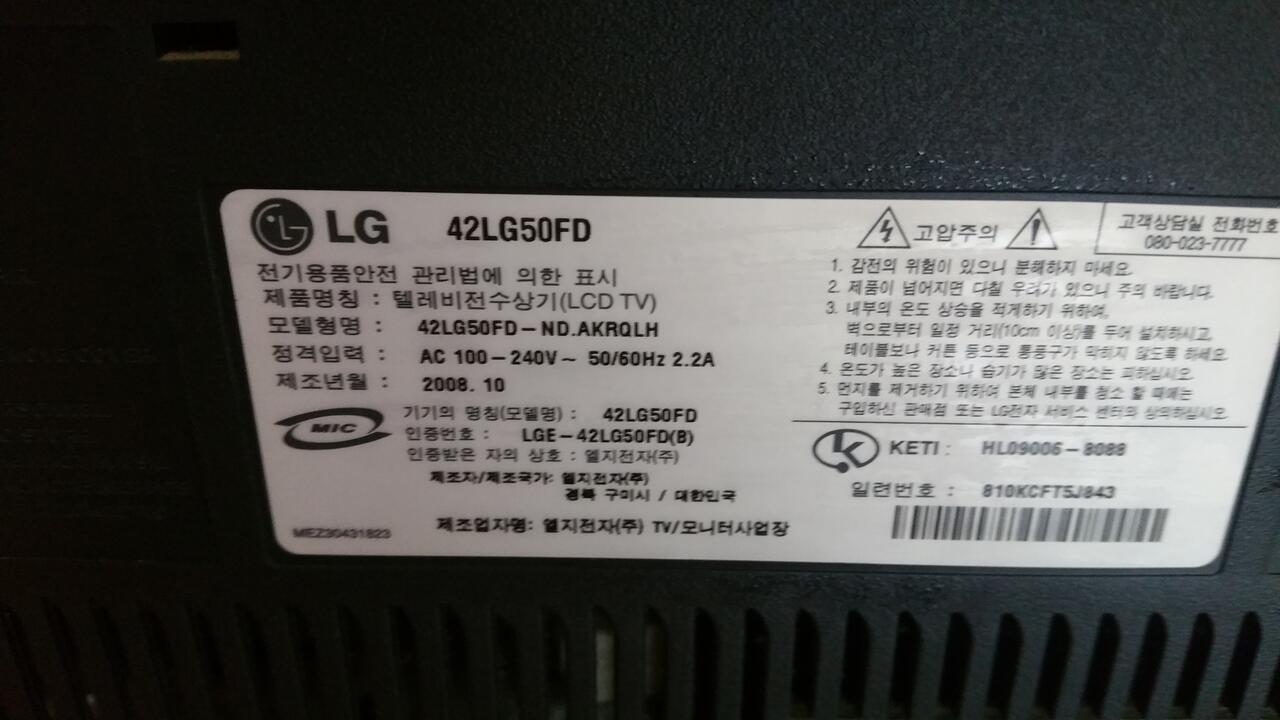 LG 42LG50FD
전기용품안전 관리법에 의한 표시
제품명칭 : 텔레비전수상기(LCD TV)
모델형명 : 42LG50FD-ND.AKRQLH
정격입력 : AC 100-240V~ 50/60Hz 2.2A
제조년월 : 2008. 10
MIC
기기의 명칭(모델명) : 42LG50FD
인증번호 : LGE-42LG50FD(B)
인증받은 자의 상호 : 엘지전자(주)
제조자/제조국가: 엘지전자(주)
경북 구미시 / 대한민국
제조업자명: 엘지전자(주) TV/모니터사업장
MEZ30431823
고압주의
고객상담실 전화번호
080-023-7777
1. 감전의 위험이 있으니 분해하지 마세요.
2. 제품이 넘어지면 다칠 우려가 있으니 주의 바랍니다.
3. 내부의 온도 상승을 적게하기 위하여,
벽으로부터 일정 거리(10cm 이상)를 두어 설치하시고,
테이블보나 커튼 등으로 통풍구가 막히지 않도록 하세요.
4. 온도가 높은 장소나 습기가 많은 장소는 피하십시오.
5. 먼지를 제거하기 위하여 본체 내부를 청소 할 때에는
구입하신 판매점 또는 LG전자 서비스 센터와 상의하십시오.
KETI : HL09006-8088
일련번호 : 810KCFT5J843